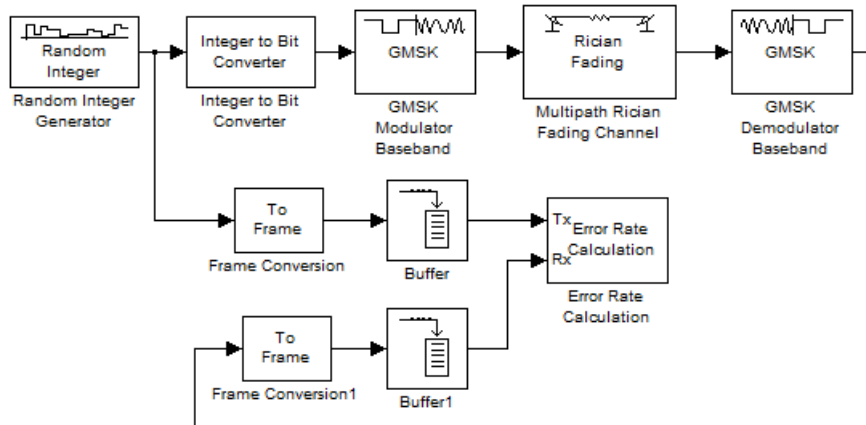 Random
Integer
Random Integer
Generator
Integer to Bit
Converter
Integer to Bit
Converter
GMSK
GMSK
Modulator
Baseband
Rician
Fading
Multipath Rician
Fading Channel
GMSK
GMSK
Demodulator
Baseband
To
Frame
Frame Conversion
Buffer
Tx
Rx
Error Rate
Calculation
Error Rate
Calculation
To
Frame
Frame Conversion1
Buffer1